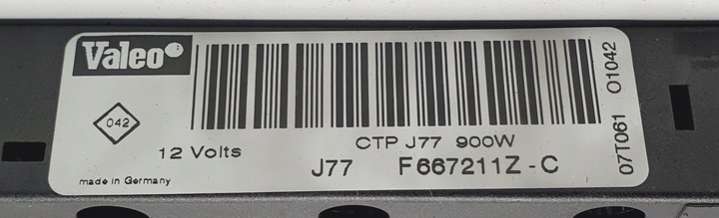 Valeo
042
12 Volts
made in Germany
CTP J77 900W
J77 F667211Z-C
07T061 01042